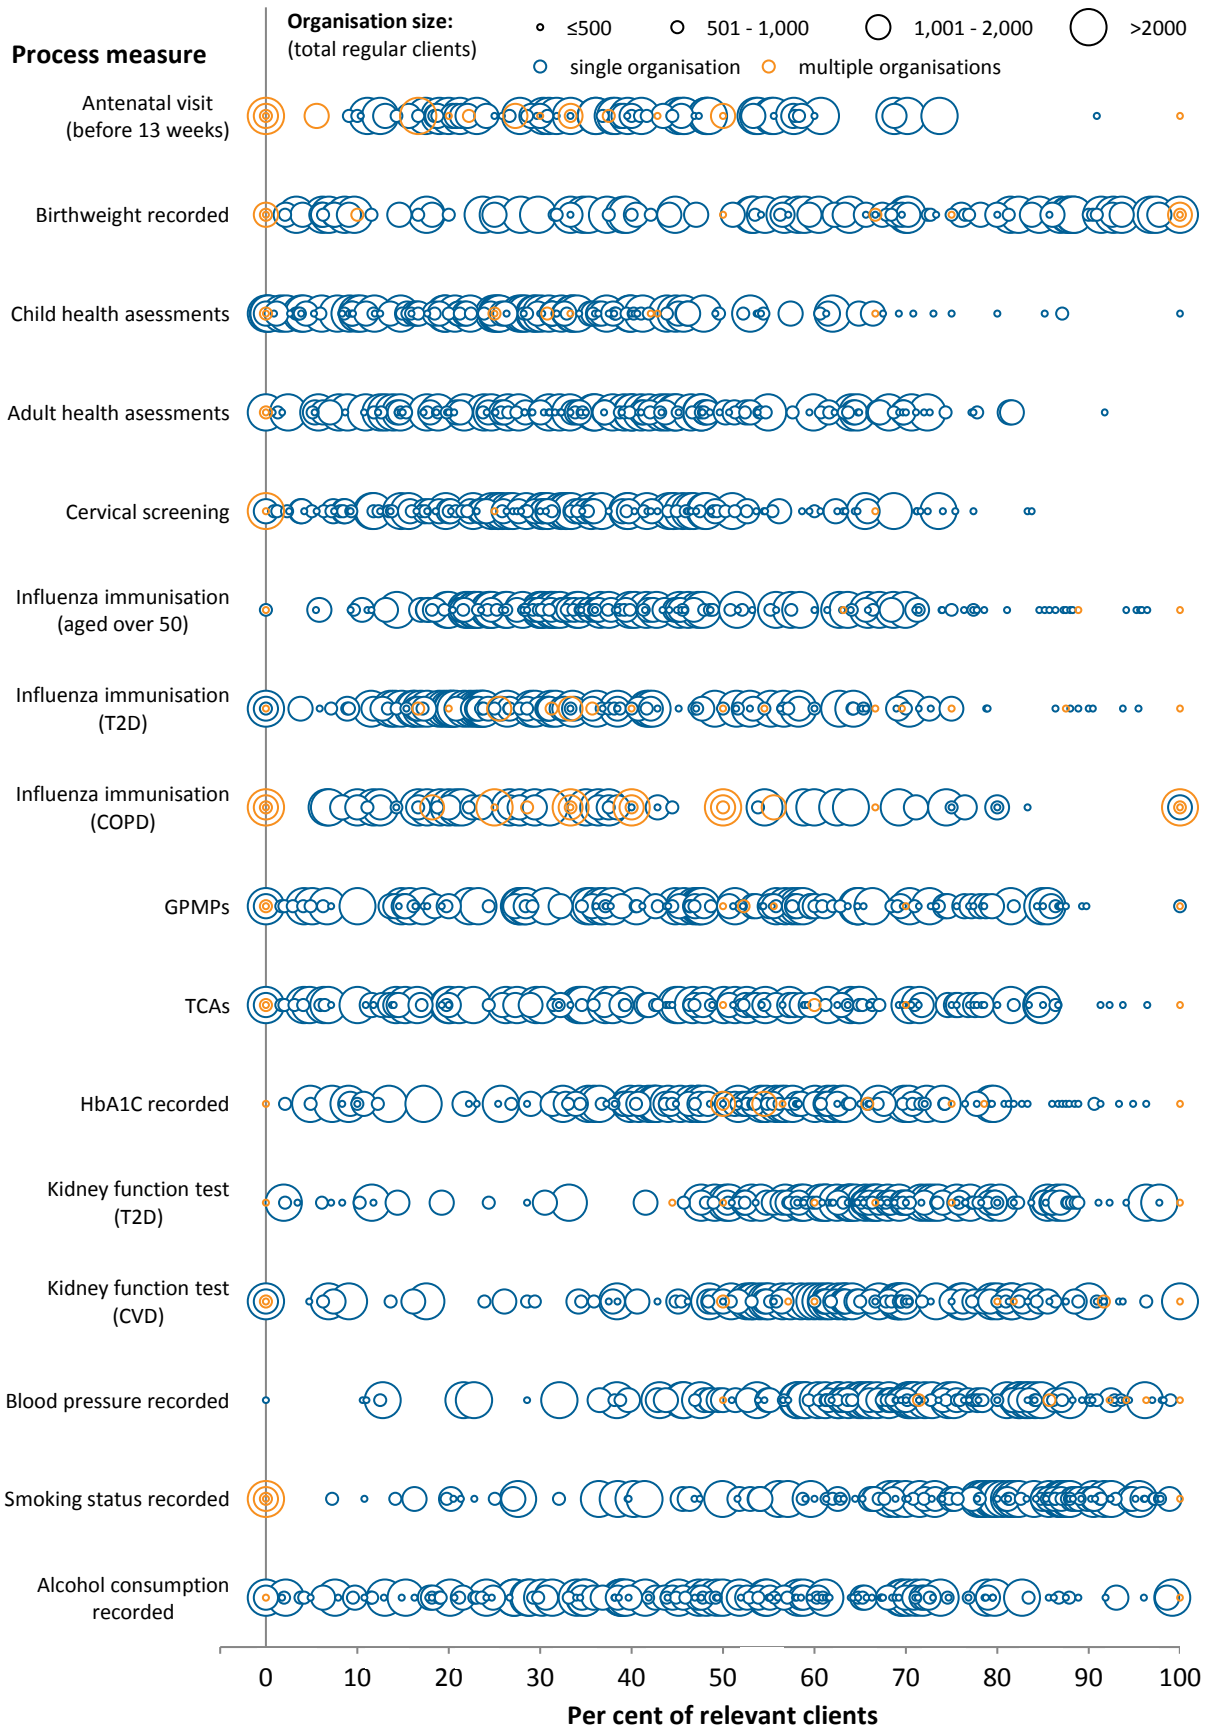 Organisation size:
(total regular clients)
≤500
501 - 1,000
1,001 - 2,000
>2000
single organisation
multiple organisations
Process measure
Antenatal visit
(before 13 weeks)
Birthweight recorded
Child health asessments
Adult health asessments
Cervical screening
Influenza immunisation
(aged over 50)
Influenza immunisation
(T2D)
Influenza immunisation
(COPD)
GPMPs
TCAs
HbA1C recorded
Kidney function test
(T2D)
Kidney function test
(CVD)
Blood pressure recorded
Smoking status recorded
Alcohol consumption
recorded
0 10 20 30 40 50 60 70 80 90 100
Per cent of relevant clients